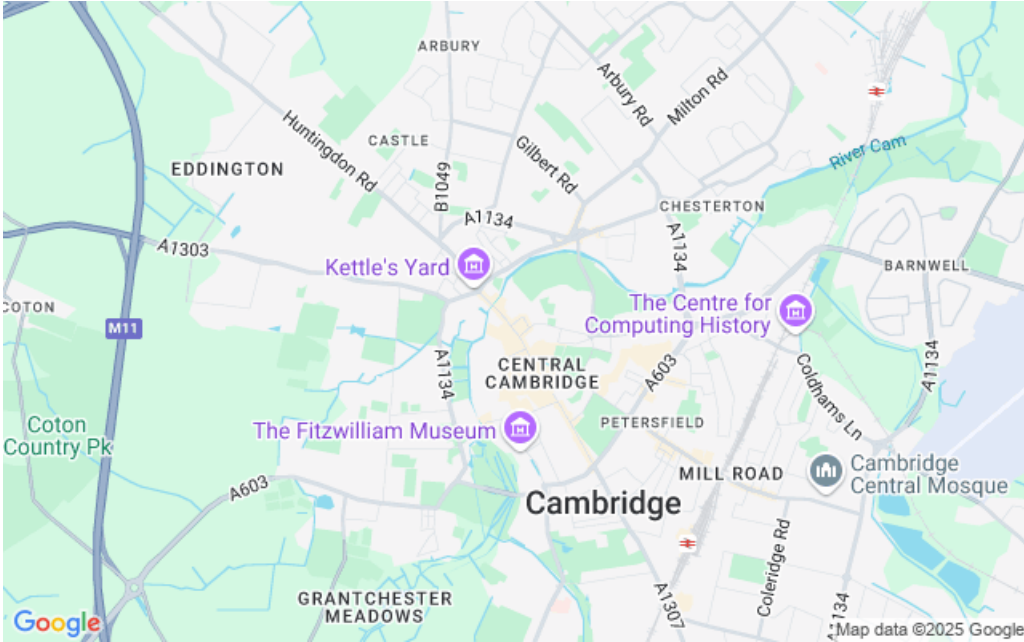 ARBURY
Arbury Rd
Milton Rd
Huntingdon Rd
CASTLE
Gilbert Rd
River Cam
EDDINGTON
B1049
CHESTERTON
A1134
A1134
A1303
Kettle's Yard
BARNWELL
COTON
The Centre for
Computing History
M11
A1134
CENTRAL
CAMBRIDGE
A603
A1134
Coldhams Ln
Coton
Country Pk
The Fitzwilliam Museum
PETERSFIELD
MILL ROAD
Cambridge
Central Mosque
A603
Cambridge
Coleridge Rd
GRANTCHESTER
MEADOWS
A1307
A1134
Google
Map data ©2025 Google